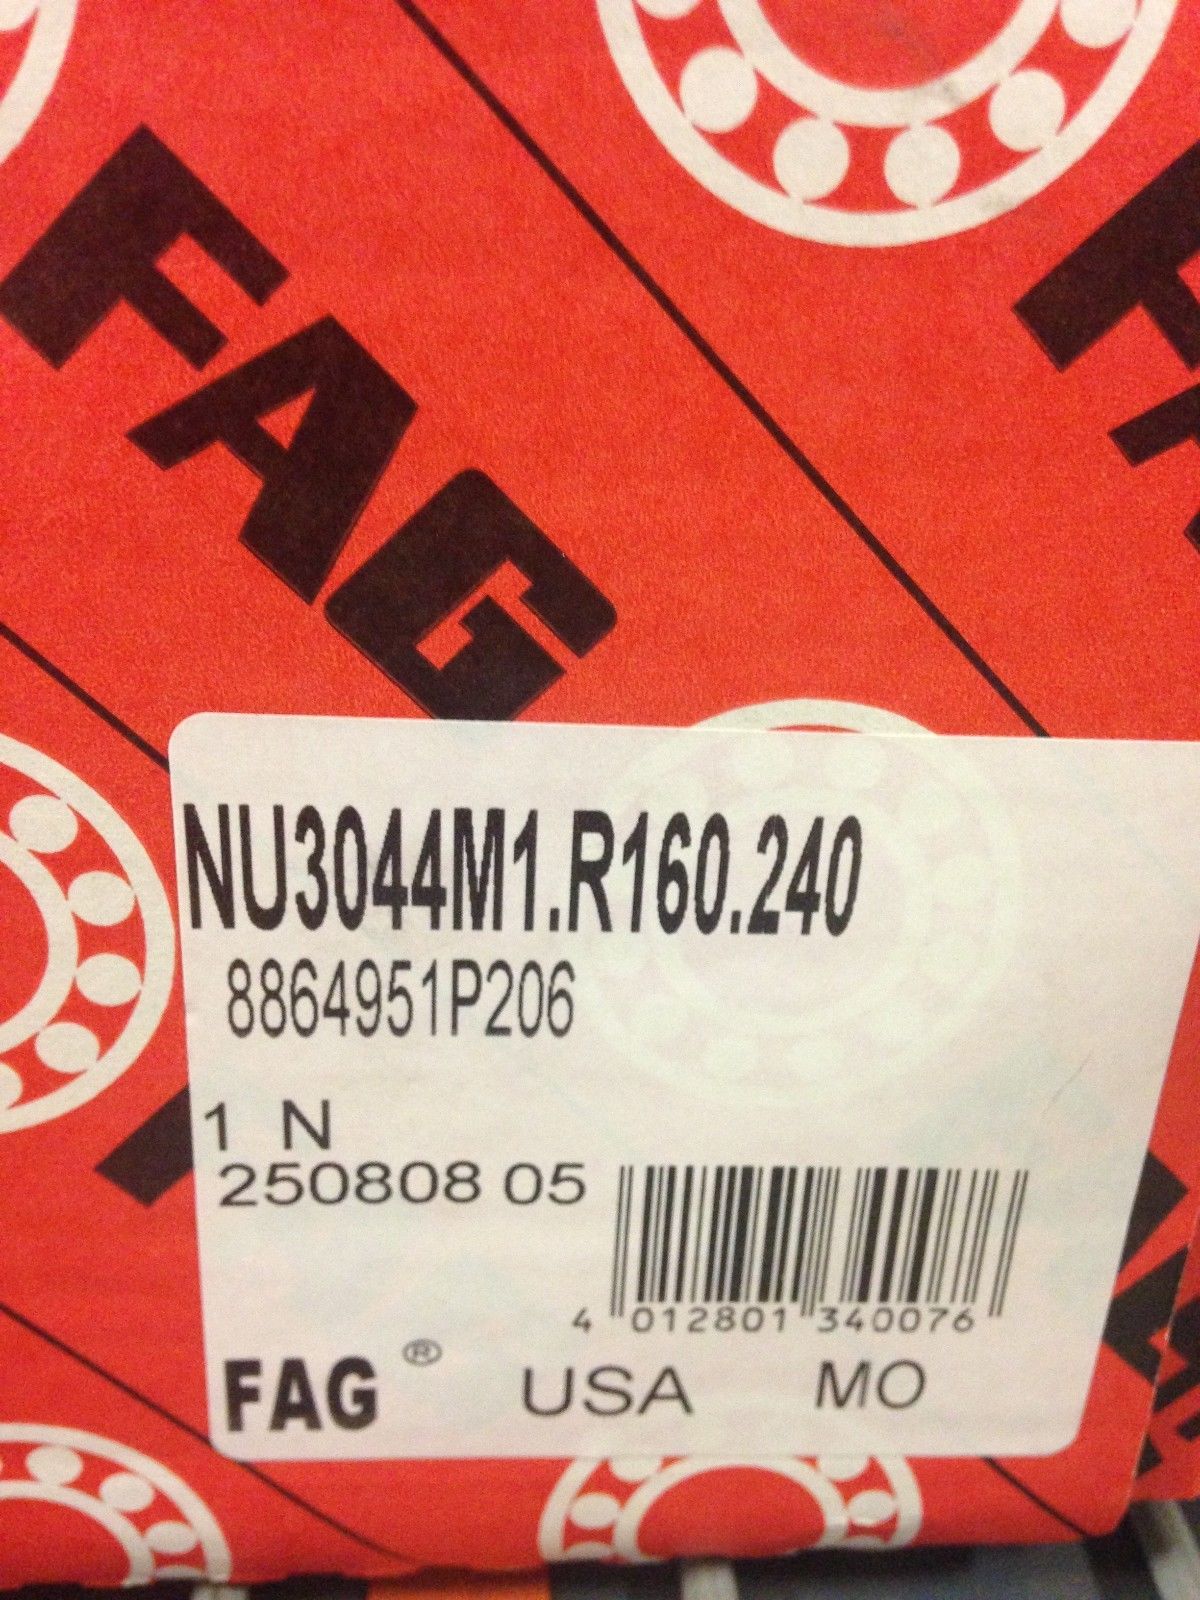 FAG
NU3044M1.R160.240
8864951P206
1 N
250808 05
4 012801 340076
FAG ® USA MO